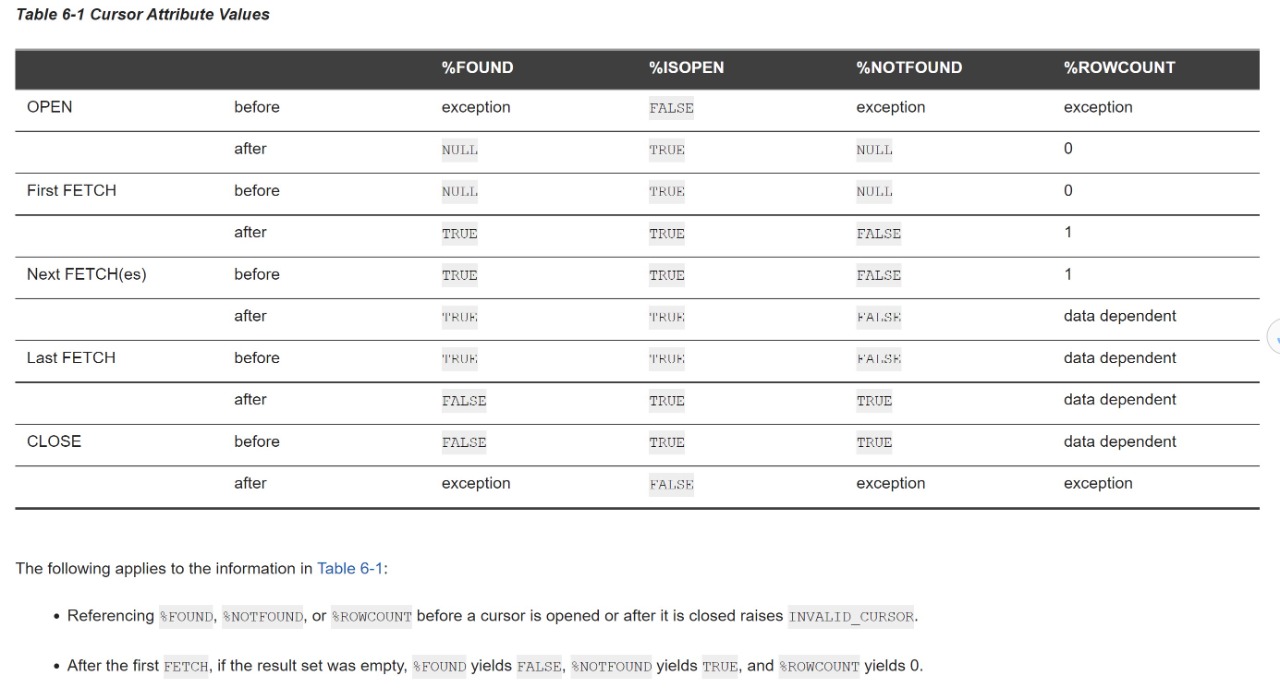 Table 6-1 Cursor Attribute Values
%FOUND %ISOPEN %NOTFOUND %ROWCOUNT
OPEN before exception FALSE exception exception
after NULL TRUE NULL 0
First FETCH before NULL TRUE NULL 0
after TRUE TRUE FALSE 1
Next FETCH(es) before TRUE TRUE FALSE 1
after TRUE TRUE FALSE data dependent
Last FETCH before TRUE TRUE FALSE data dependent
after FALSE TRUE TRUE data dependent
CLOSE before FALSE TRUE TRUE data dependent
after exception FALSE exception exception
The following applies to the information in Table 6-1:
• Referencing %FOUND, %NOTFOUND, or %ROWCOUNT before a cursor is opened or after it is closed raises INVALID_CURSOR.
• After the first FETCH, if the result set was empty, %FOUND yields FALSE, %NOTFOUND yields TRUE, and %ROWCOUNT yields 0.